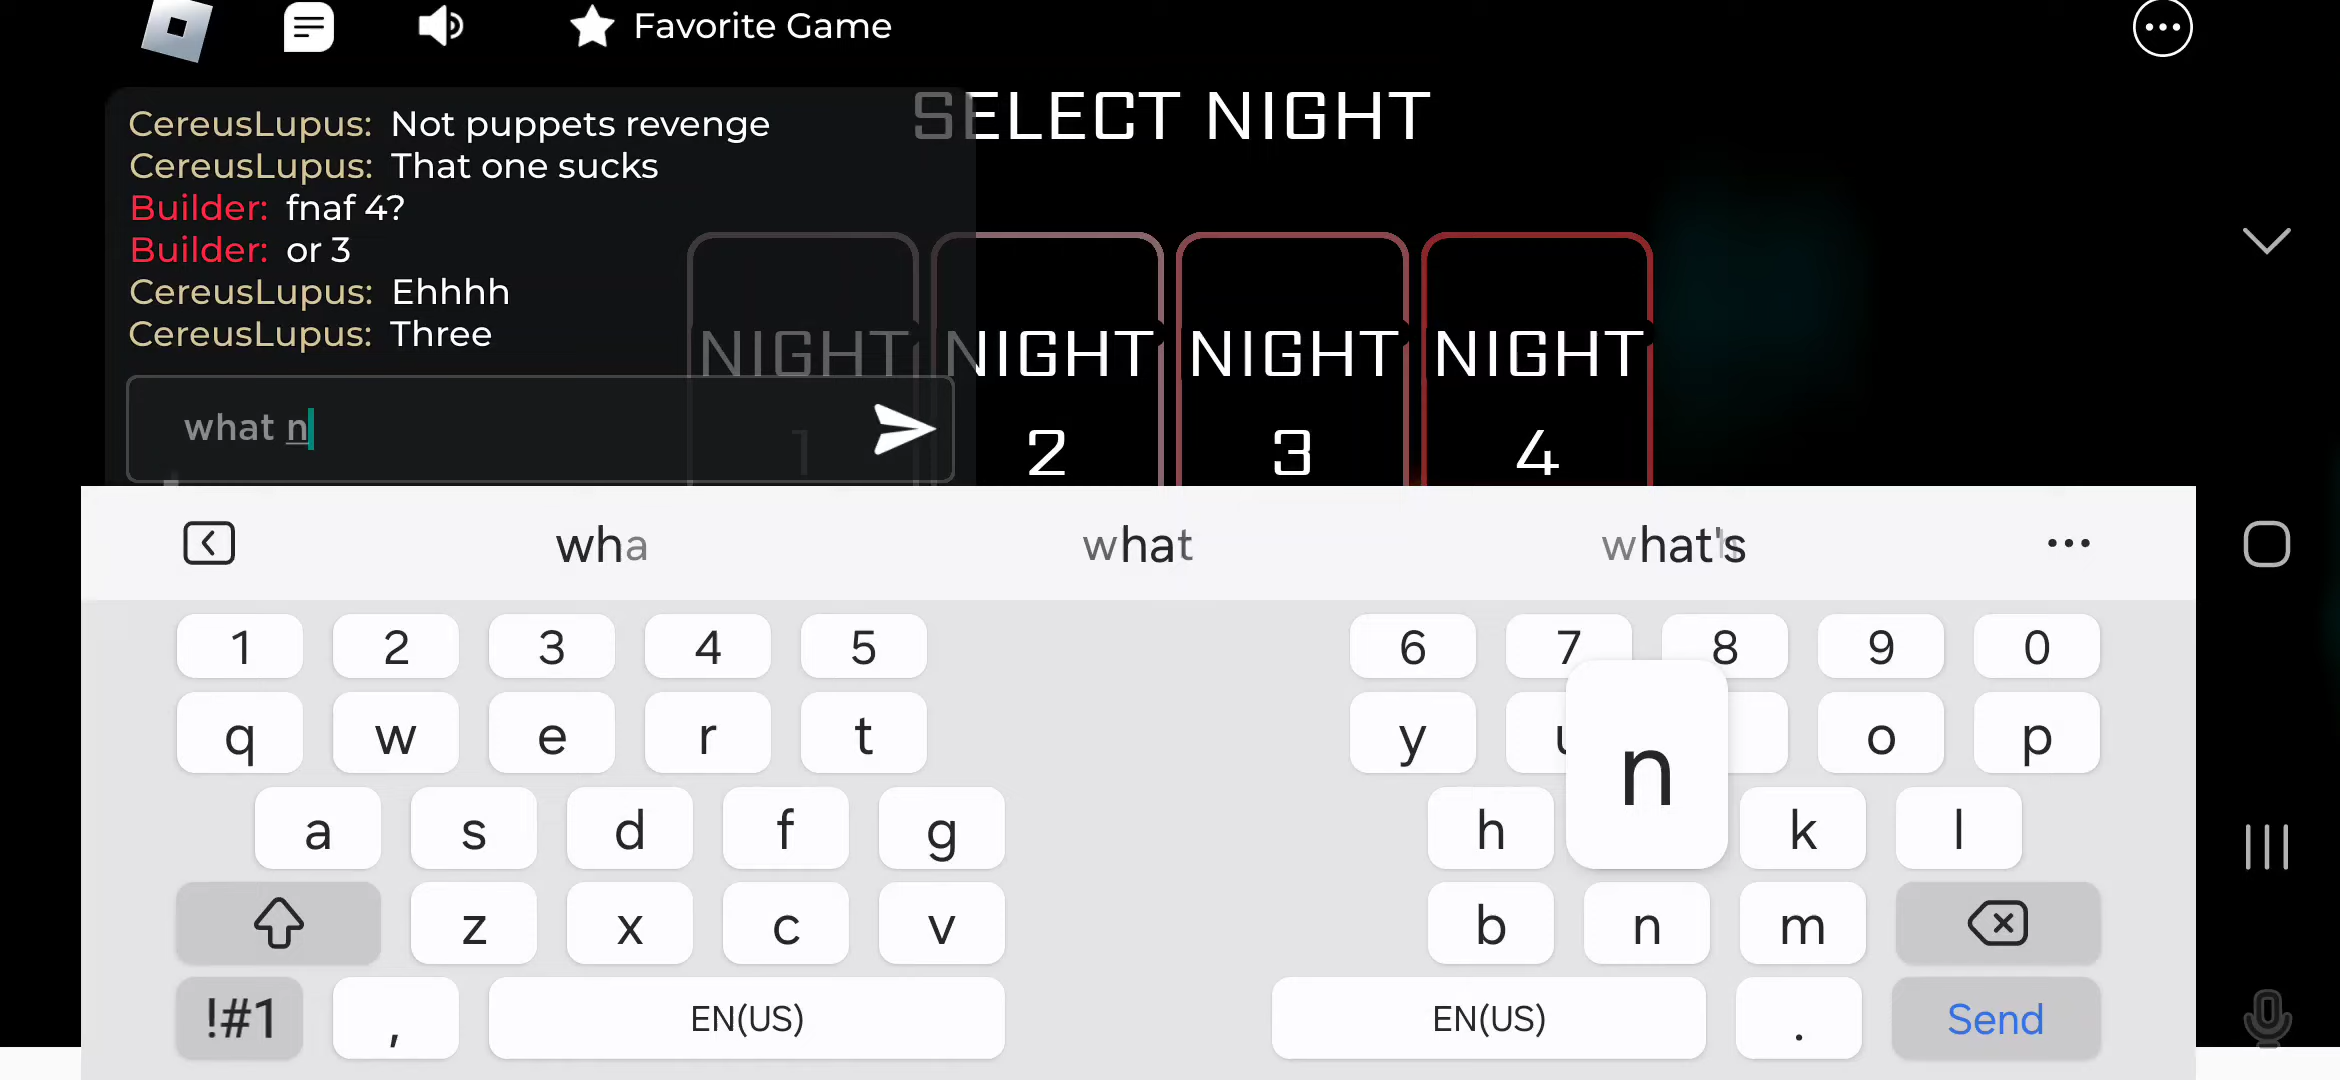 Favorite Game
SELECT NIGHT
CereusLupus: Not puppets revenge
CereusLupus: That one sucks
Builder: fnaf 4?
Builder: or 3
CereusLupus: Ehhhh
CereusLupus: Three
NIGHT NIGHT NIGHT NIGHT
1 2 3 4
what n
wha what what's
1 2 3 4 5 6 7 8 9 0
q w e r t y u o p
n
a s d f g h k l
z x c v b n m
!#1 , EN(US) EN(US) . Send